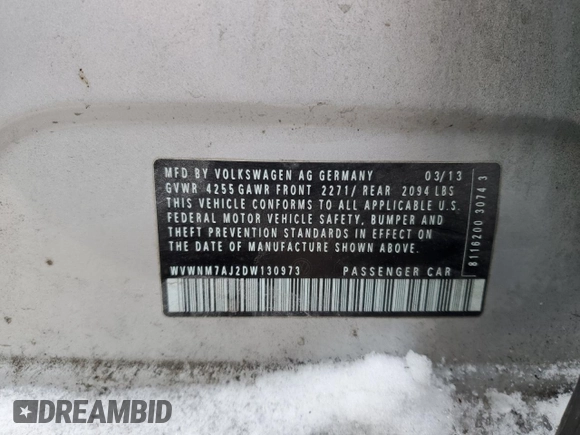 MFD BY VOLKSWAGEN AG GERMANY 03/13
GVWR 4255 GAWR FRONT 2271/ REAR 2094 LBS
THIS VEHICLE CONFORMS TO ALL APPLICABLE U.S.
FEDERAL MOTOR VEHICLE SAFETY, BUMPER AND
THEFT PREVENTION STANDARDS IN EFFECT ON
THE DATE OF MANUFACTURE SHOWN ABOVE.
WVWNM7AJ2DW130973 PASSENGER CAR
8116200 3D74 3
DREAMBID